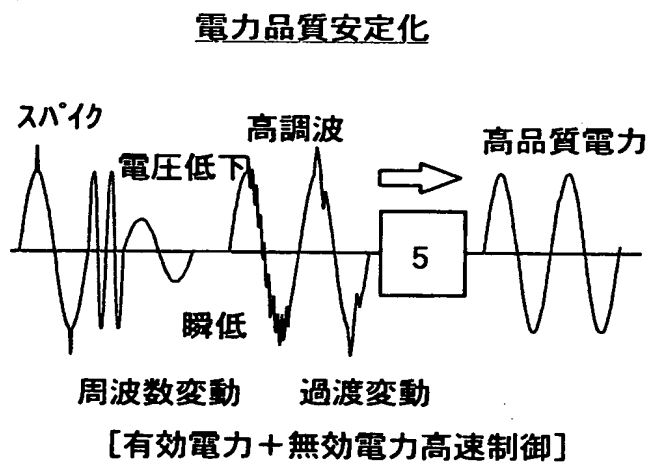 電力品質安定化
スパイク
高調波
高品質電力
電圧低下
5
瞬低
周波数変動
過渡変動
[有効電力+無効電力高速制御]